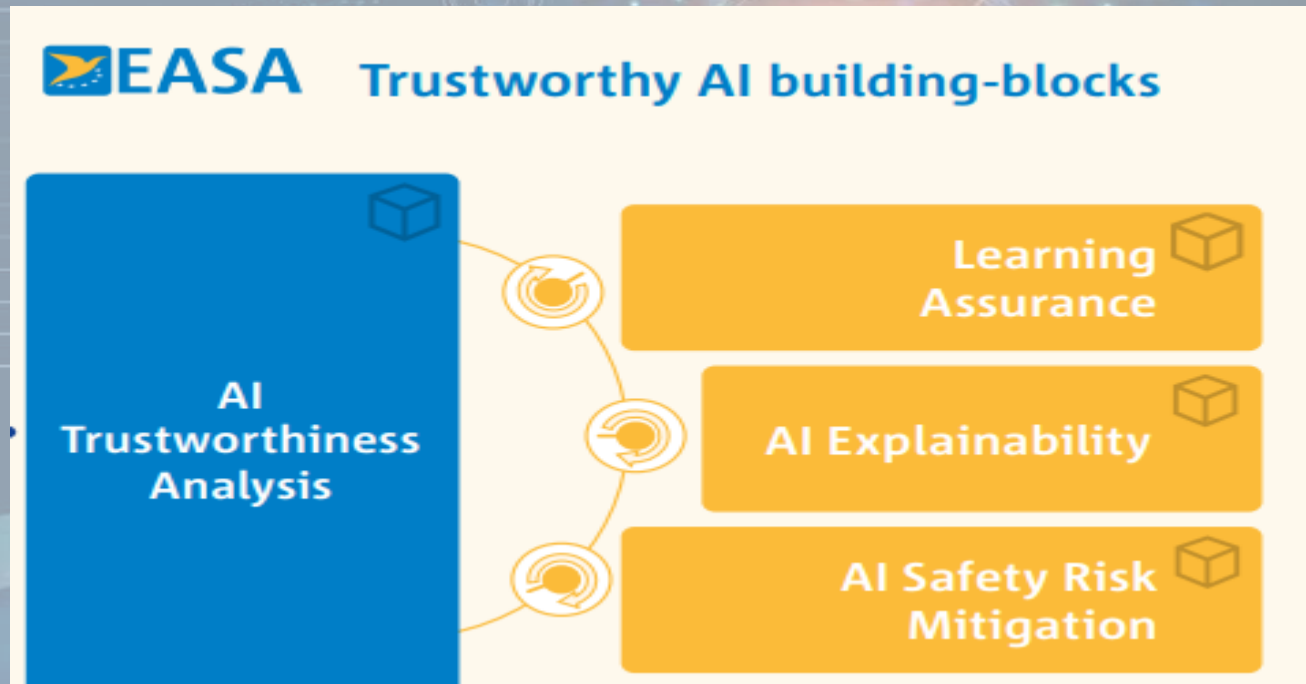 EASA Trustworthy AI building-blocks
AI
Trustworthiness
Analysis
Learning
Assurance
AI Explainability
AI Safety Risk
Mitigation